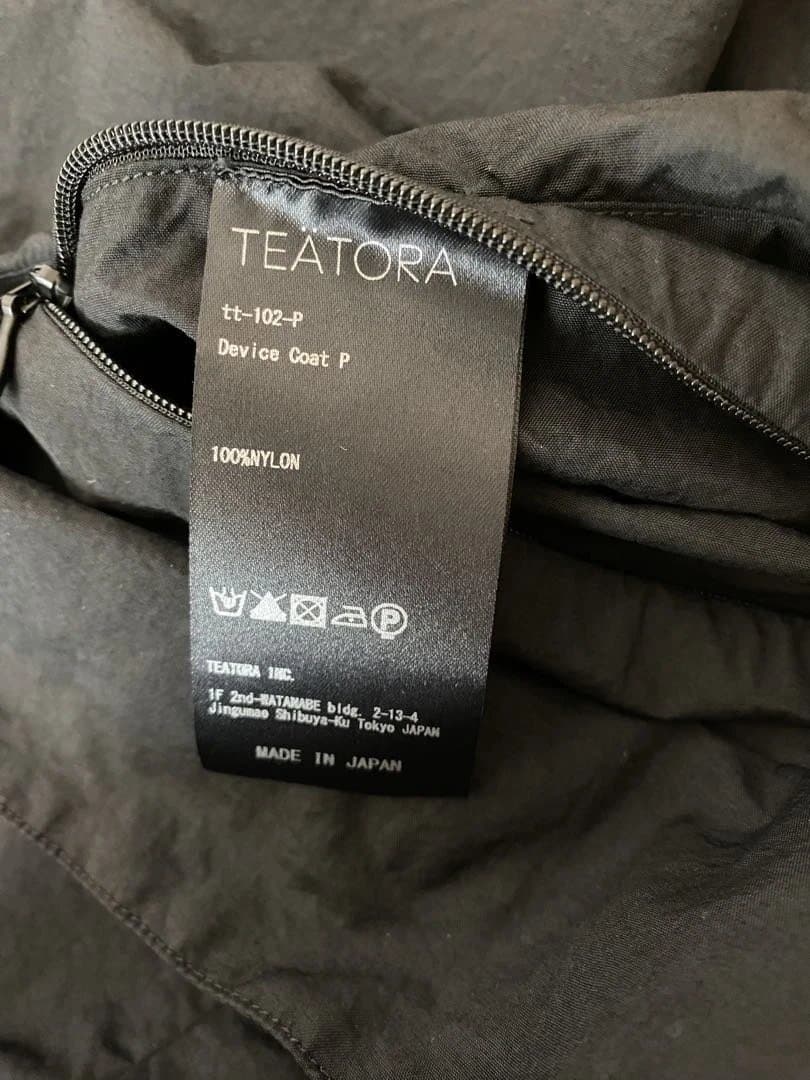 TEÄTORA
tt-102-P
Device Coat P
100%NYLON
P
TEATORA INC.
1F 2nd-WATANABE bldg. 2-13-4
Jingumae Shibuya-Ku Tokyo JAPAN
MADE IN JAPAN